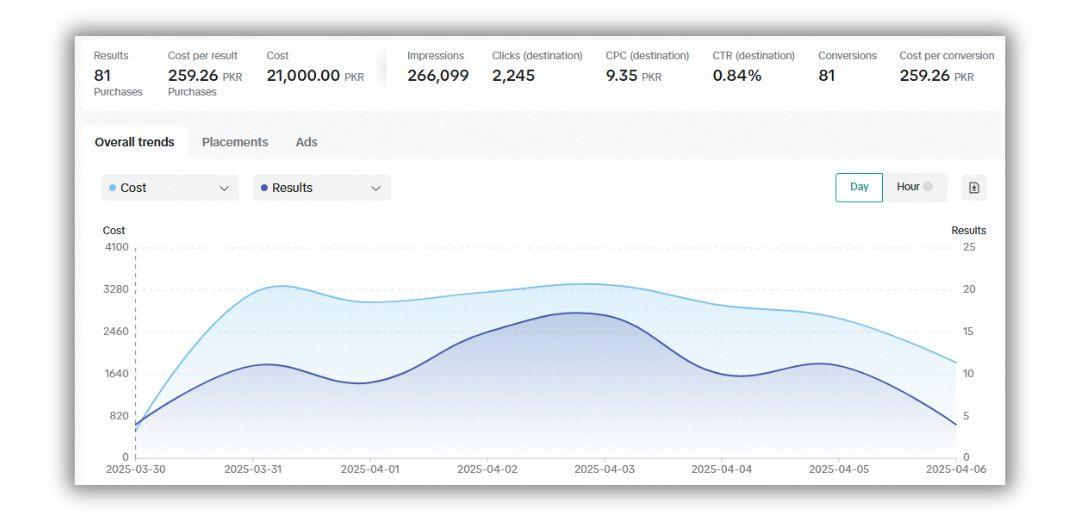 Results Cost per result Cost Impressions Clicks (destination) CPC (destination) CTR (destination) Conversions Cost per conversion
81 259.26 PKR 21,000.00 PKR 266,099 2,245 9.35 PKR 0.84% 81 259.26 PKR
Purchases Purchases
Overall trends Placements Ads
Cost Results Day Hour
Cost Results
4100 25
3280 20
2460 15
1640 10
820 5
0 0
2025-03-30 2025-03-31 2025-04-01 2025-04-02 2025-04-03 2025-04-04 2025-04-05 2025-04-06